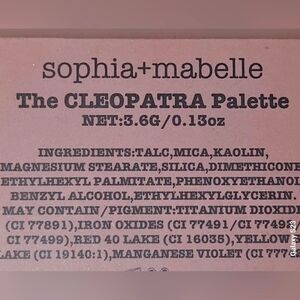 sophia+mabelle
The CLEOPATRA Palette
NET:3.6G/0.13oz
INGREDIENTS:TALC,MICA,KAOLIN,
MAGNESIUM STEARATE,SILICA,DIMETHICONE
ETHYLHEXYL PALMITATE,PHENOXYETHANOL
BENZYL ALCOHOL,ETHYLHEXYLGLYCERIN.
MAY CONTAIN/PIGMENT:TITANIUM DIOXIDE
(CI 77891),IRON OXIDES (CI 77491/CI 77492
CI 77499),RED 40 LAKE (CI 16035),YELLOW
LAKE (CI 19140:1),MANGANESE VIOLET (CI 777